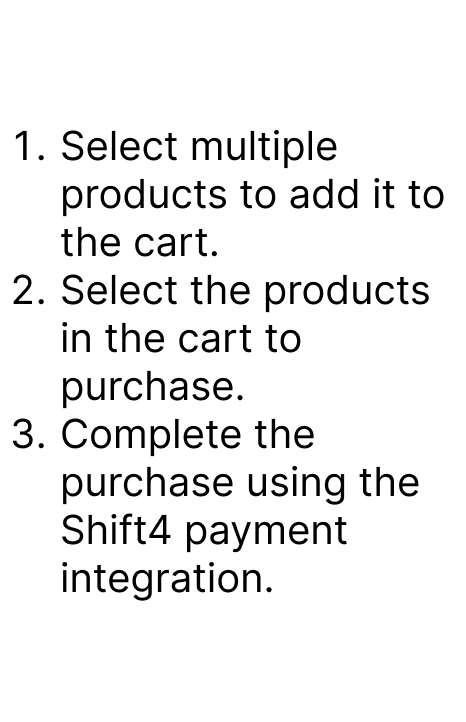 1. Select multiple
products to add it to
the cart.
2. Select the products
in the cart to
purchase.
3. Complete the
purchase using the
Shift4 payment
integration.